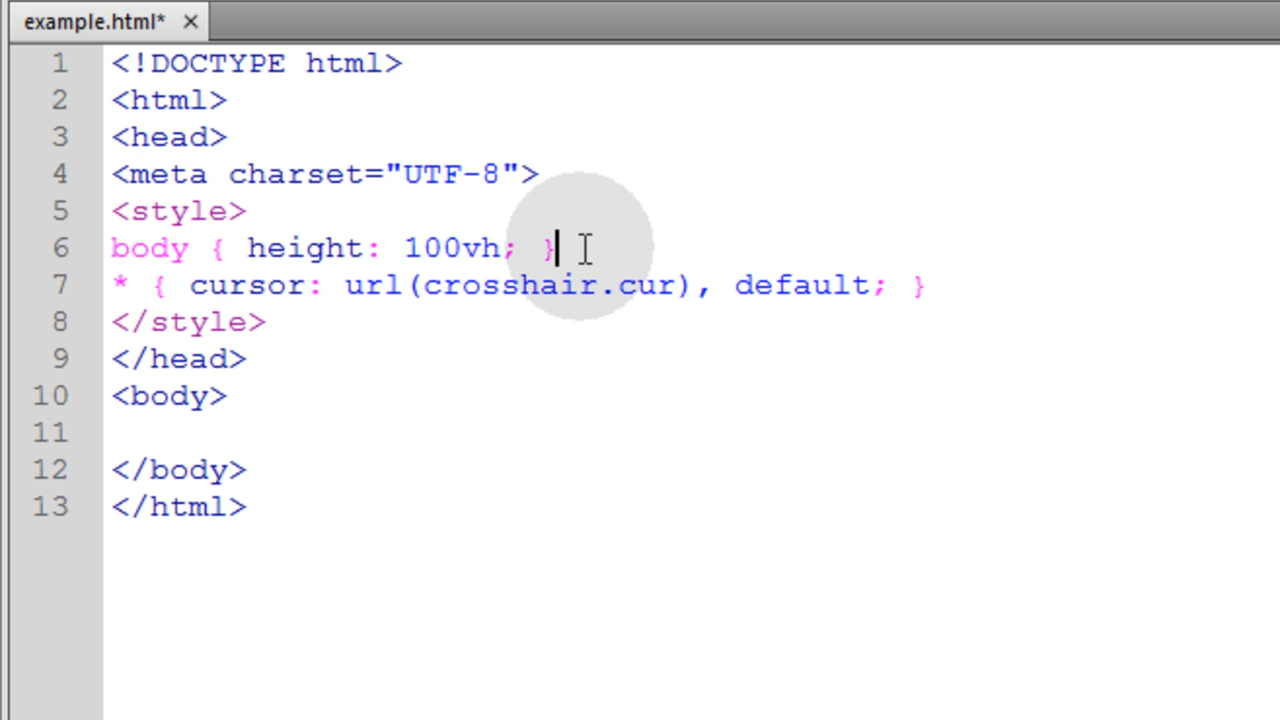 example.html* ×
1 <!DOCTYPE html>
2 <html>
3 <head>
4 <meta charset="UTF-8">
5 <style>
6 body { height: 100vh; }
7 * { cursor: url(crosshair.cur), default; }
8 </style>
9 </head>
10 <body>
11
12 </body>
13 </html>